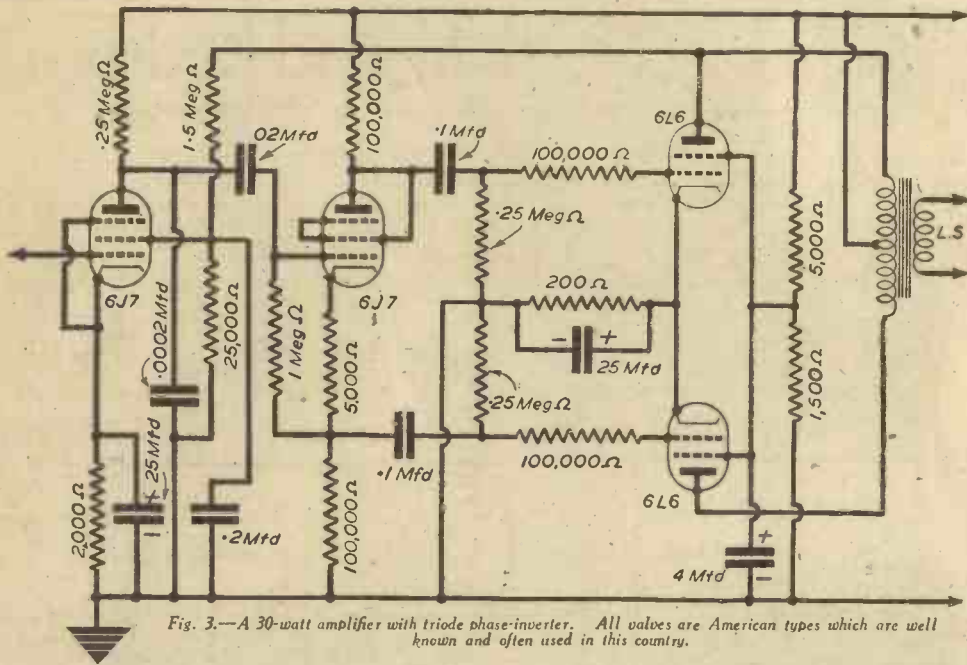 .25 Meg Ω
1.5 Meg Ω
100,000 Ω
.02 Mfd
.1 Mfd
6L6
100,000 Ω
.25 Meg Ω
5,000 Ω
L.S
6J7
6J7
.0002 Mfd
25,000 Ω
1 Meg Ω
5,000 Ω
200 Ω
- +
25 Mfd
1,500 Ω
.25 Meg Ω
25 Mfd
.1 Mfd
100,000 Ω
6L6
2,000 Ω
+
-
.2 Mfd
100,000 Ω
4 Mfd
+
-
Fig. 3.—A 30-watt amplifier with triode phase-inverter. All valves are American types which are well
known and often used in this country.